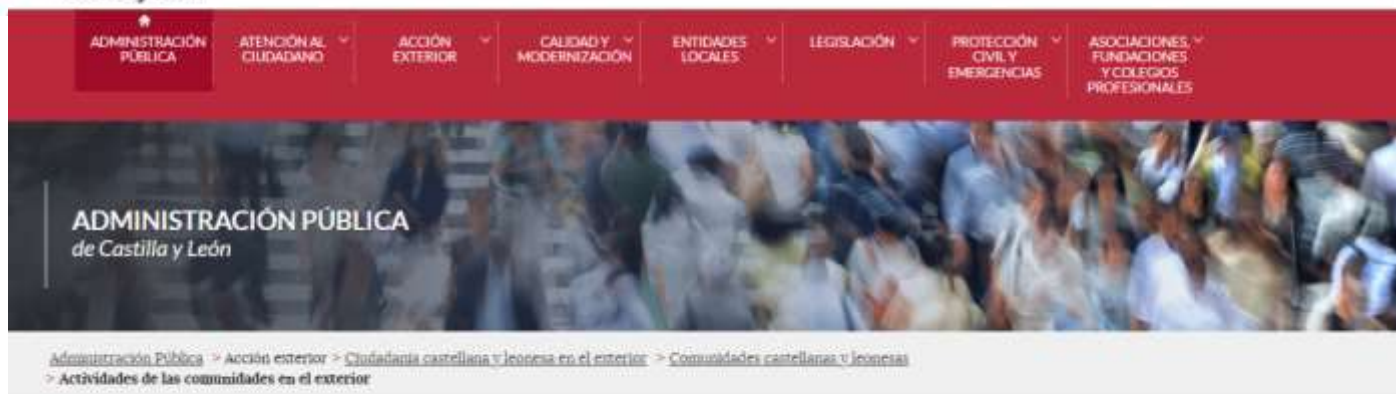 ADMINISTRACIÓN
PÚBLICA
ATENCIÓN AL
CIUDADANO
ACCIÓN
EXTERIOR
CALIDAD Y
MODERNIZACIÓN
ENTIDADES
LOCALES
LEGISLACIÓN
PROTECCIÓN
CIVIL Y
EMERGENCIAS
ASOCIACIONES,
FUNDACIONES
Y COLEGIOS
PROFESIONALES
ADMINISTRACIÓN PÚBLICA
de Castilla y León
Administración Pública > Acción exterior > Ciudadanía castellana y leonesa en el exterior > Comunidades castellanas y leonesas
> Actividades de las comunidades en el exterior